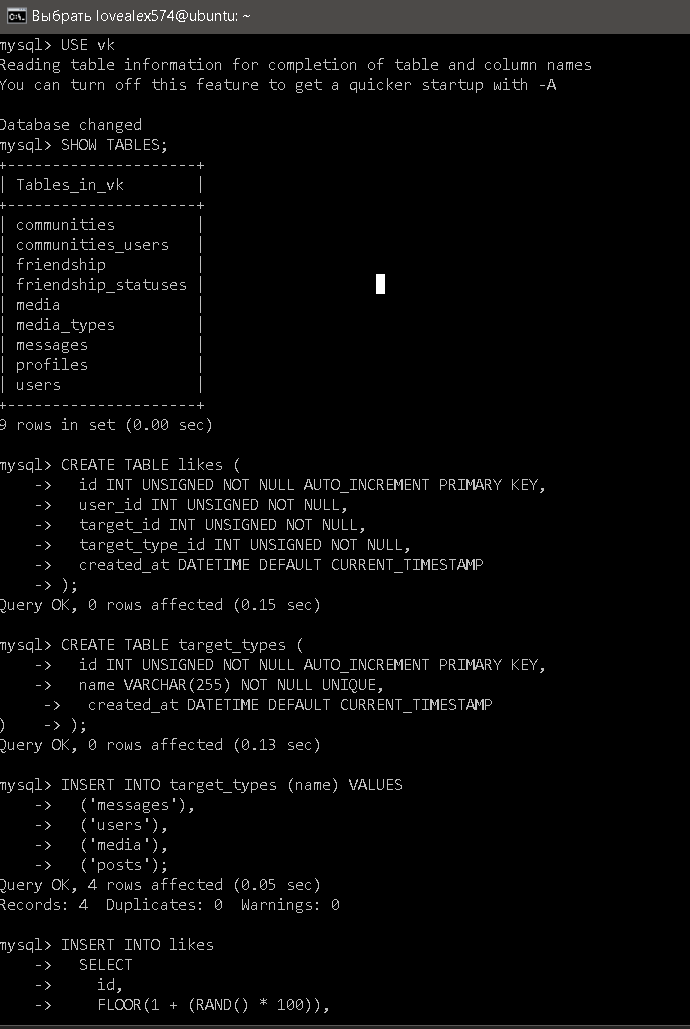 Выбрать lovealex574@ubuntu: ~
mysql> USE vk
Reading table information for completion of table and column names
You can turn off this feature to get a quicker startup with -A
Database changed
mysql> SHOW TABLES;
+---------------------+
| Tables_in_vk        |
+---------------------+
| communities         |
| communities_users   |
| friendship          |
| friendship_statuses |
| media               |
| media_types         |
| messages            |
| profiles            |
| users               |
+---------------------+
9 rows in set (0.00 sec)
mysql> CREATE TABLE likes (
    ->   id INT UNSIGNED NOT NULL AUTO_INCREMENT PRIMARY KEY,
    ->   user_id INT UNSIGNED NOT NULL,
    ->   target_id INT UNSIGNED NOT NULL,
    ->   target_type_id INT UNSIGNED NOT NULL,
    ->   created_at DATETIME DEFAULT CURRENT_TIMESTAMP
    -> );
Query OK, 0 rows affected (0.15 sec)
mysql> CREATE TABLE target_types (
    ->   id INT UNSIGNED NOT NULL AUTO_INCREMENT PRIMARY KEY,
    ->   name VARCHAR(255) NOT NULL UNIQUE,
     ->   created_at DATETIME DEFAULT CURRENT_TIMESTAMP
)    -> );
Query OK, 0 rows affected (0.13 sec)
mysql> INSERT INTO target_types (name) VALUES
    ->   ('messages'),
    ->   ('users'),
    ->   ('media'),
    ->   ('posts');
Query OK, 4 rows affected (0.05 sec)
Records: 4  Duplicates: 0  Warnings: 0
mysql> INSERT INTO likes
    ->   SELECT
    ->     id,
    ->     FLOOR(1 + (RAND() * 100)),